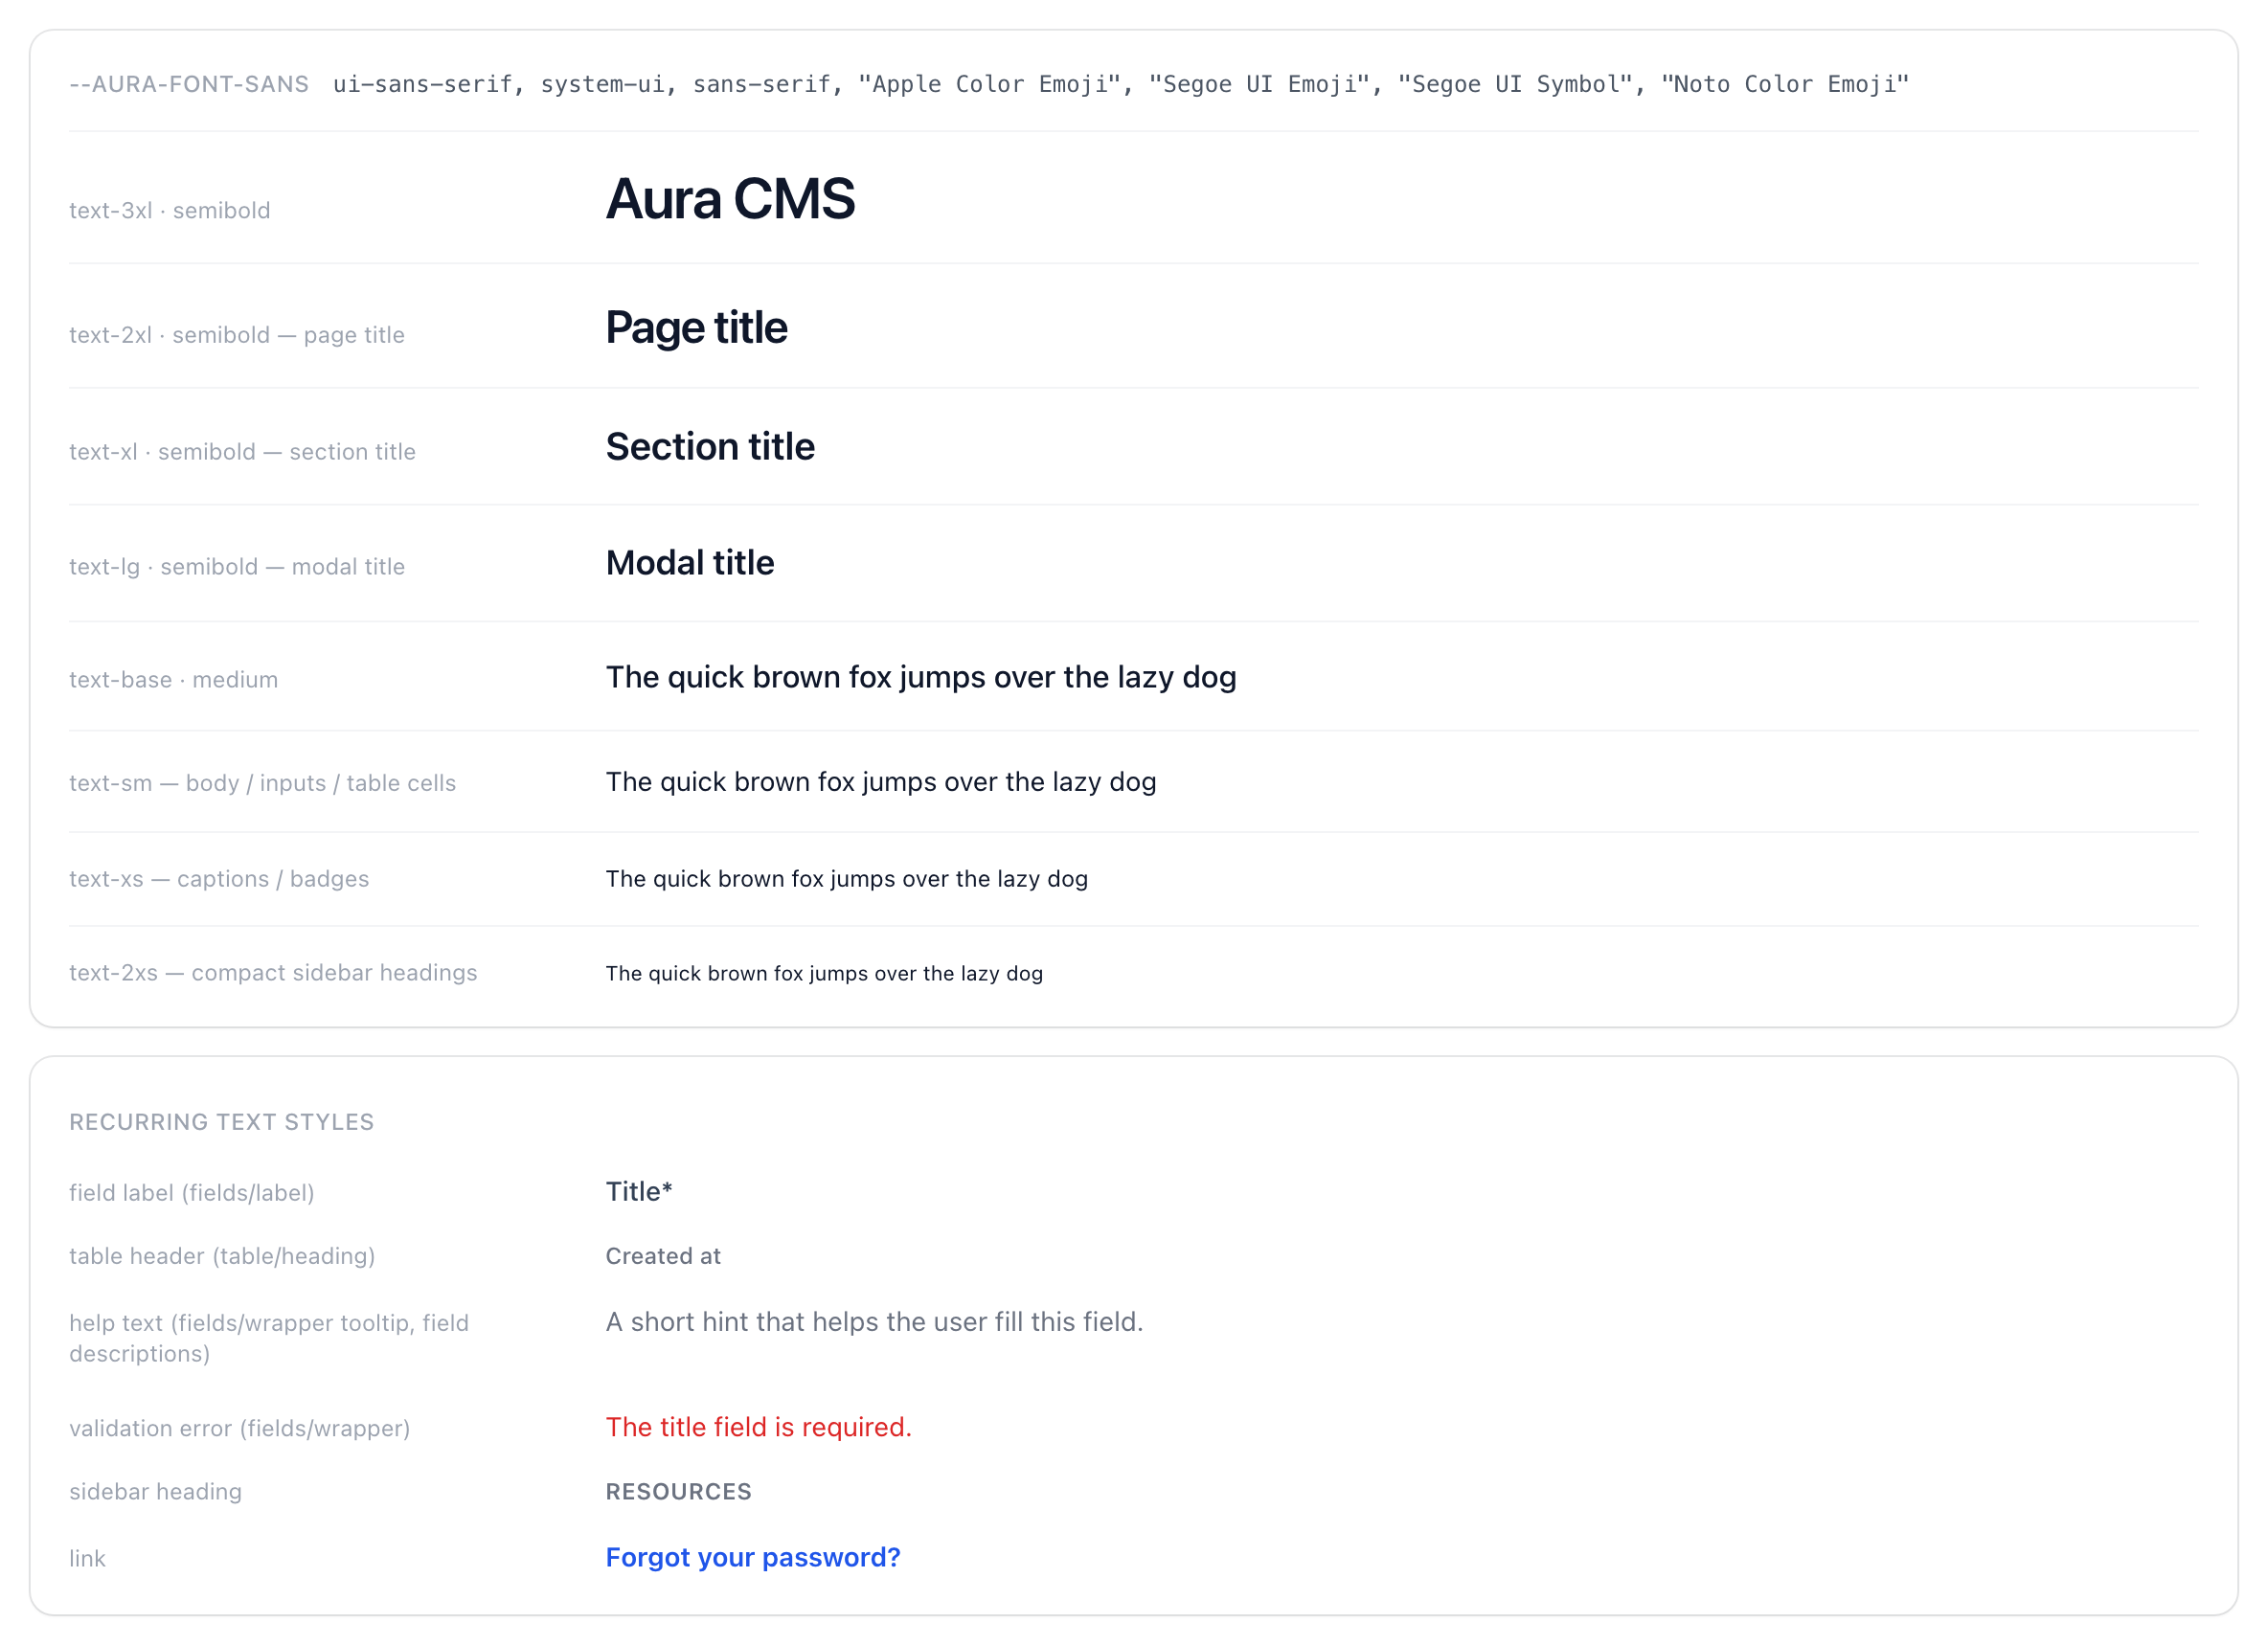 --AURA-FONT-SANS ui-sans-serif, system-ui, sans-serif, "Apple Color Emoji", "Segoe UI Emoji", "Segoe UI Symbol", "Noto Color Emoji"
text-3xl · semibold Aura CMS
text-2xl · semibold — page title Page title
text-xl · semibold — section title Section title
text-lg · semibold — modal title Modal title
text-base · medium The quick brown fox jumps over the lazy dog
text-sm — body / inputs / table cells The quick brown fox jumps over the lazy dog
text-xs — captions / badges The quick brown fox jumps over the lazy dog
text-2xs — compact sidebar headings The quick brown fox jumps over the lazy dog
RECURRING TEXT STYLES
field label (fields/label) Title*
table header (table/heading) Created at
help text (fields/wrapper tooltip, field A short hint that helps the user fill this field.
descriptions)
validation error (fields/wrapper) The title field is required.
sidebar heading RESOURCES
link Forgot your password?